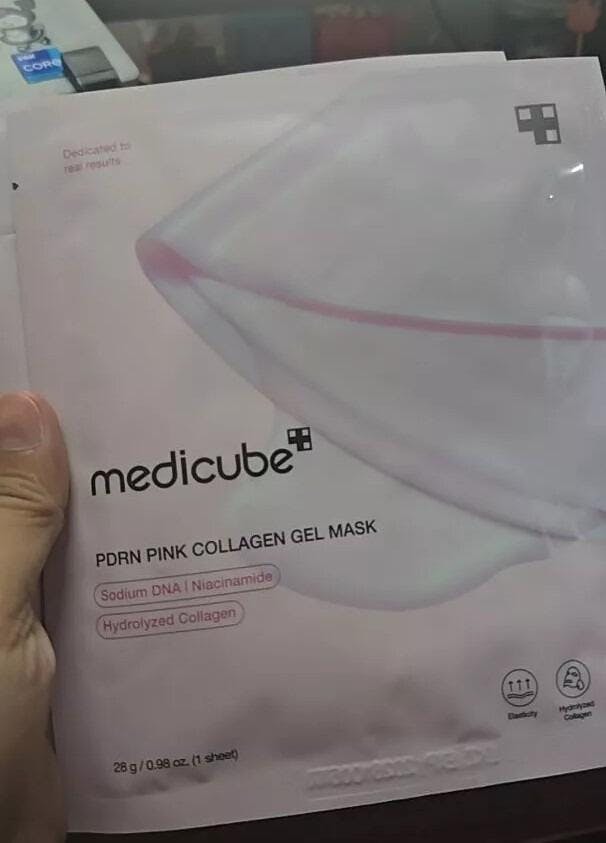 CORE
Dedicated to
real results
medicube
PDRN PINK COLLAGEN GEL MASK
Sodium DNA | Niacinamide
Hydrolyzed Collagen
Elasticity
Hydrolyzed
Collagen
28 g / 0.98 oz. (1 sheet)